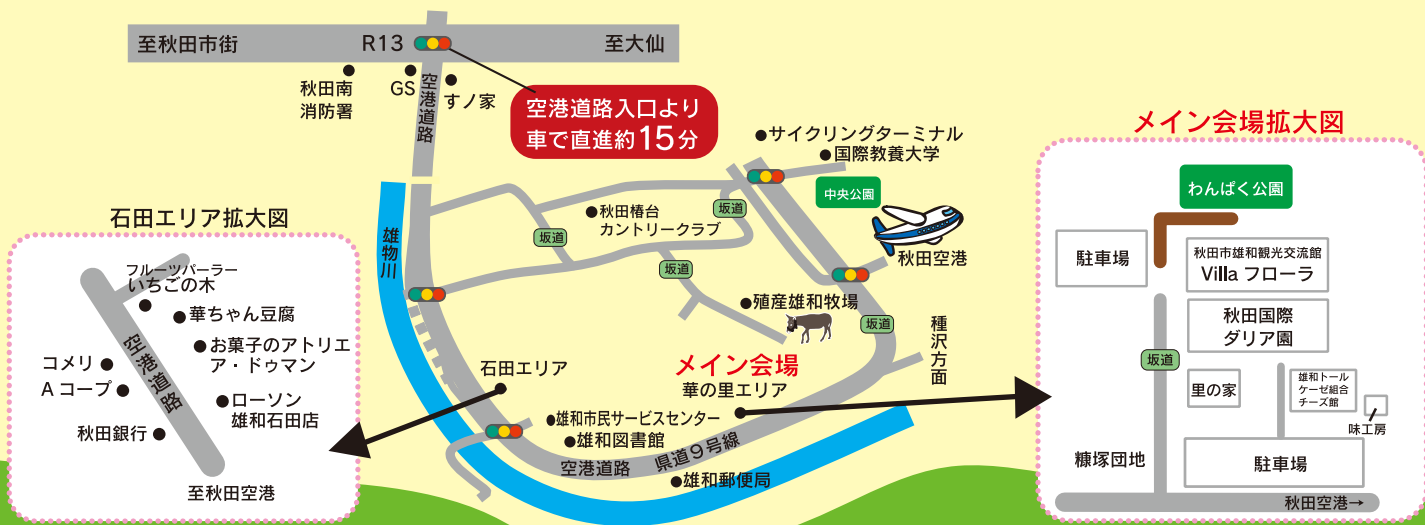 至秋田市街
R13
至大仙
秋田南
消防署
GS
空港道路
すノ家
空港道路入口より
車で直進約15分
サイクリングターミナル
国際教養大学
中央公園
坂道
秋田椿台
カントリークラブ
坂道
坂道
秋田空港
雄物川
殖産雄和牧場
坂道
種沢方面
石田エリア
メイン会場
華の里エリア
雄和市民サービスセンター
雄和図書館
空港道路
県道9号線
雄和郵便局
石田エリア拡大図
フルーツパーラー
いちごの木
華ちゃん豆腐
お菓子のアトリエ
ア・ドゥマン
コメリ
空港道路
Aコープ
ローソン
雄和石田店
秋田銀行
至秋田空港
メイン会場拡大図
わんぱく公園
駐車場
秋田市雄和観光交流館
Villa フローラ
秋田国際
ダリア園
坂道
里の家
雄和トール
ケーゼ組合
チーズ館
味工房
糠塚団地
駐車場
秋田空港→